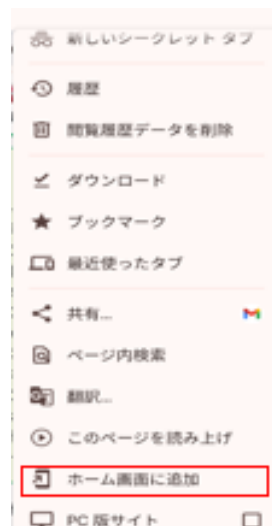 新しいシークレット タブ
履歴
閲覧履歴データを削除
ダウンロード
ブックマーク
最近使ったタブ
共有...
ページ内検索
翻訳...
このページを読み上げ
ホーム画面に追加
PC 版サイト